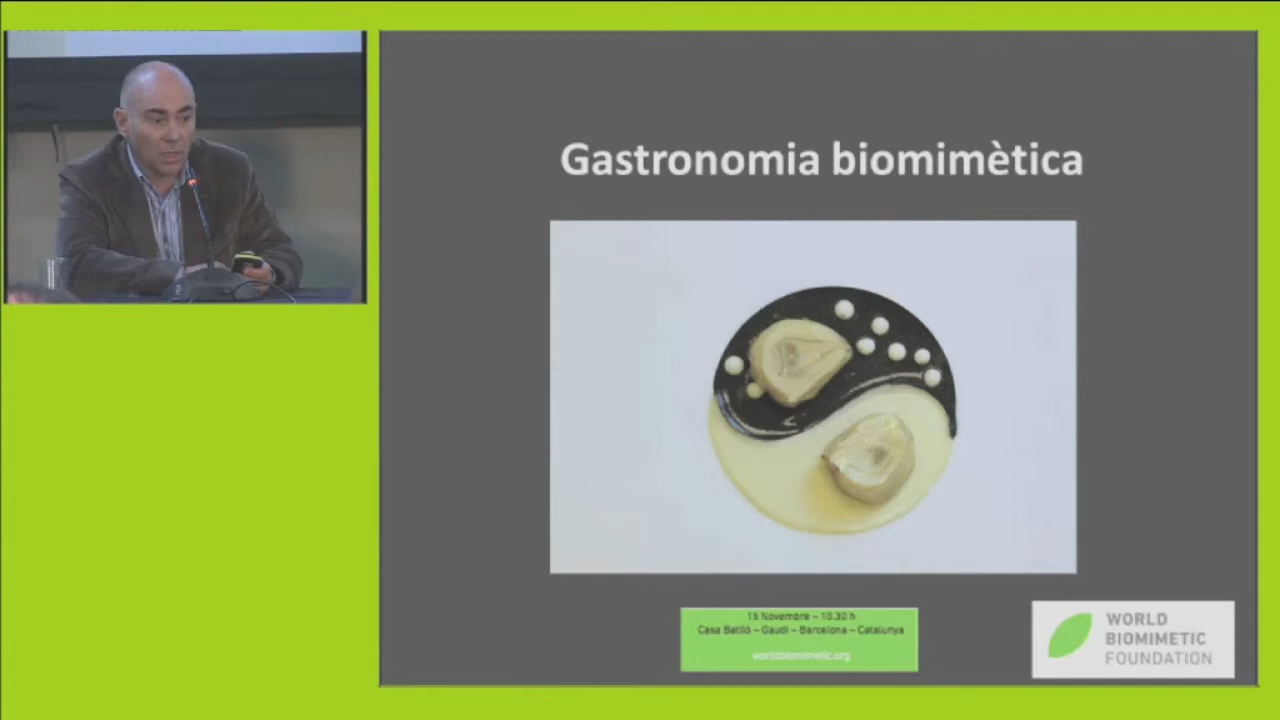 Gastronomia biomimètica
15 Novembre – 10.30 h
Casa Batlló – Gaudí – Barcelona – Catalunya
worldbiomimetic.org
WORLD
BIOMIMETIC
FOUNDATION